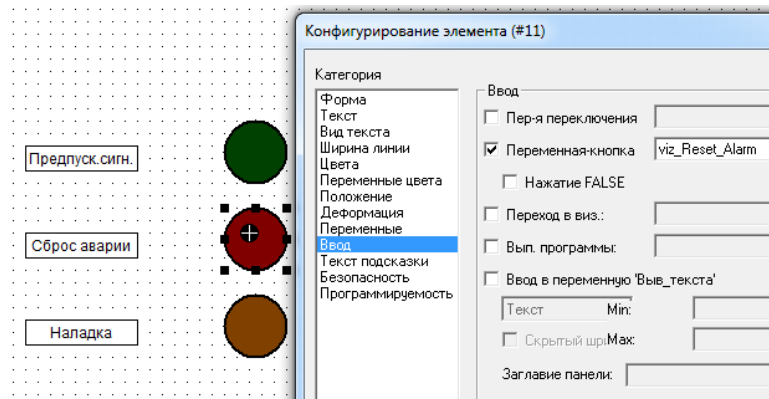 Конфигурирование элемента (#11)
Категория
Форма
Текст
Вид текста
Ширина линии
Цвета
Переменные цвета
Положение
Деформация
Переменные
Ввод
Текст подсказки
Безопасность
Программируемость
Ввод
Пер-я переключения
Переменная-кнопка viz_Reset_Alarm
Нажатие FALSE
Переход в виз.:
Вып. программы:
Ввод в переменную 'Выв_текста'
Текст Min:
Скрытый шри Max:
Заглавие панели:
Предпуск.сигн.
Сброс аварии
Наладка